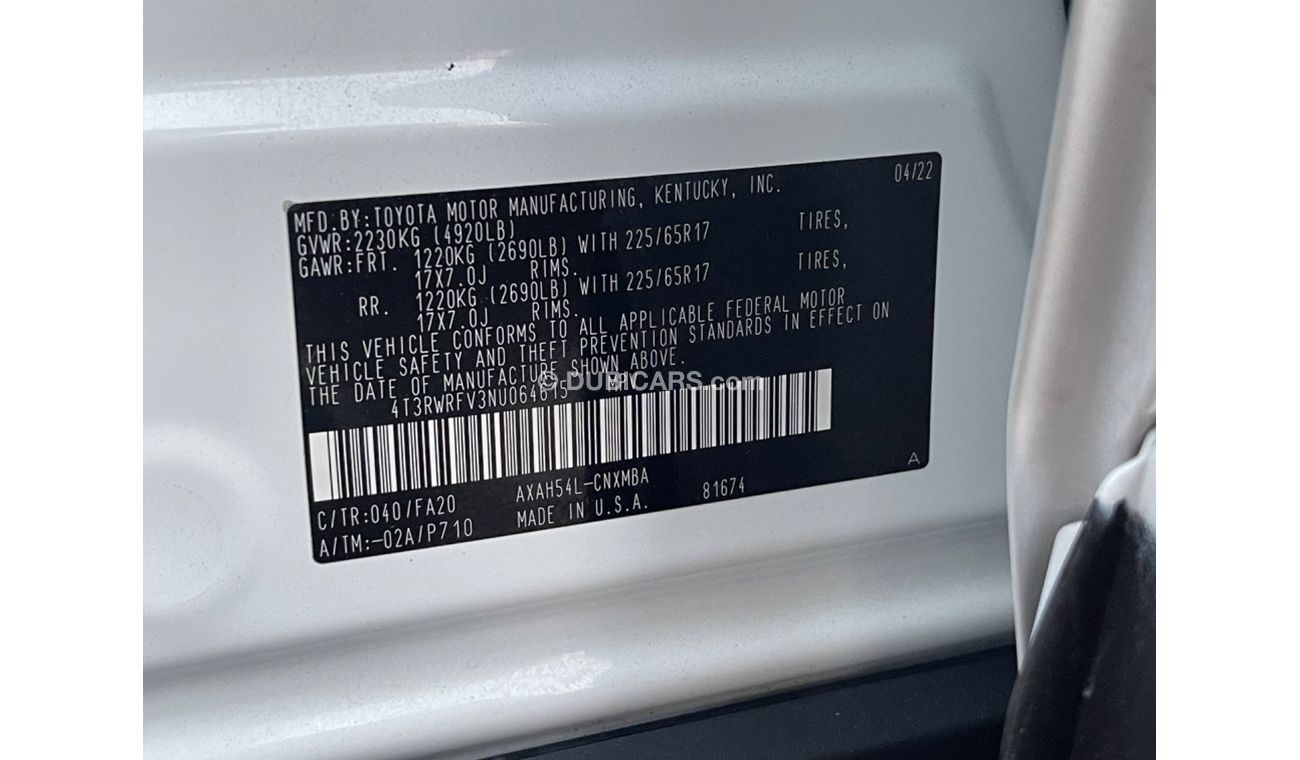 04/22
MFD.BY:TOYOTA MOTOR MANUFACTURING, KENTUCKY, INC.
GVWR:2230KG (4920LB)
GAWR:FRT. 1220KG (2690LB) WITH 225/65R17 TIRES,
17X7.0J RIMS.
RR. 1220KG (2690LB) WITH 225/65R17 TIRES,
17X7.0J RIMS.
THIS VEHICLE CONFORMS TO ALL APPLICABLE FEDERAL MOTOR
VEHICLE SAFETY AND THEFT PREVENTION STANDARDS IN EFFECT ON
THE DATE OF MANUFACTURE SHOWN ABOVE.
© DUBICARS.com
4T3RWRFV3NU064615
C/TR:040/FA20 AXAH54L-CNXMBA 81674
A/TM:-02A/P710 MADE IN U.S.A.
A